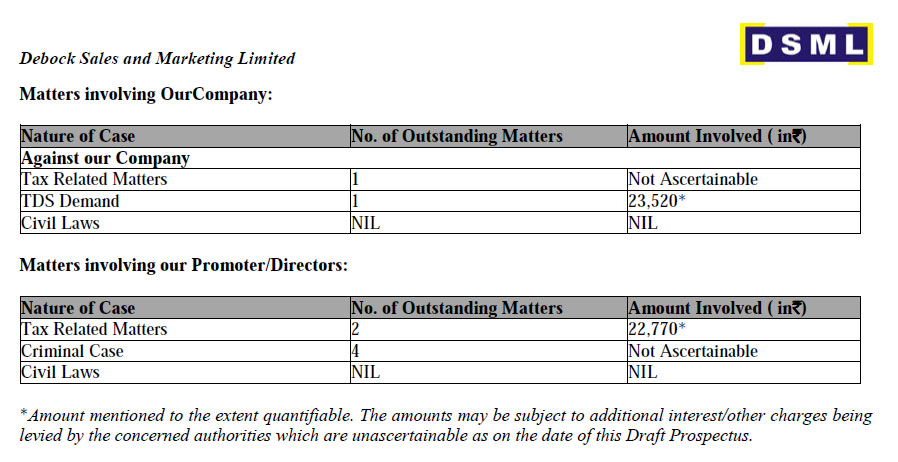 DSML
Debock Sales and Marketing Limited
Matters involving OurCompany:
Nature of Case No. of Outstanding Matters Amount Involved ( in₹)
Against our Company
Tax Related Matters 1 Not Ascertainable
TDS Demand 1 23,520*
Civil Laws NIL NIL
Matters involving our Promoter/Directors:
Nature of Case No. of Outstanding Matters Amount Involved ( in₹)
Tax Related Matters 2 22,770*
Criminal Case 4 Not Ascertainable
Civil Laws NIL NIL
*Amount mentioned to the extent quantifiable. The amounts may be subject to additional interest/other charges being
levied by the concerned authorities which are unascertainable as on the date of this Draft Prospectus.